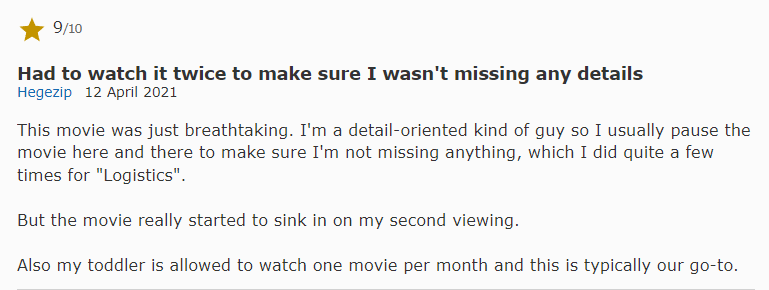 9/10
Had to watch it twice to make sure I wasn't missing any details
Hegezip 12 April 2021
This movie was just breathtaking. I'm a detail-oriented kind of guy so I usually pause the
movie here and there to make sure I'm not missing anything, which I did quite a few
times for "Logistics".
But the movie really started to sink in on my second viewing.
Also my toddler is allowed to watch one movie per month and this is typically our go-to.